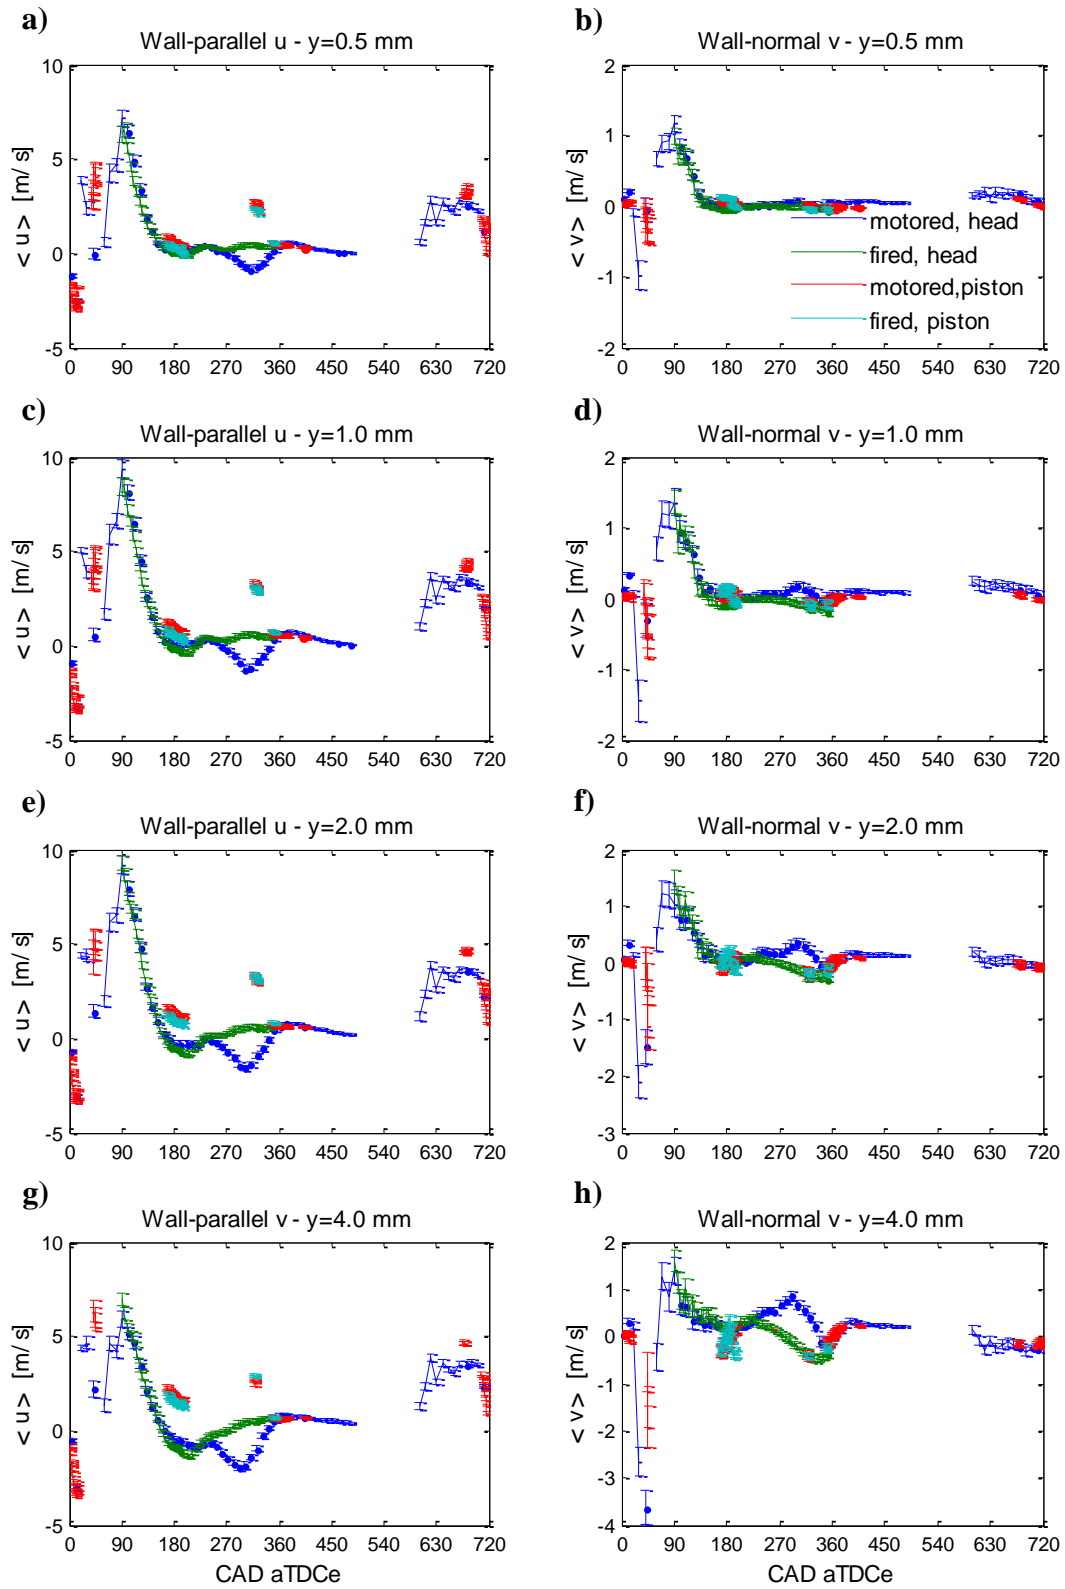 a)
Wall-parallel u - y=0.5 mm
10
5
0
-5
< u > [m/s]
0 90 180 270 360 450 540 630 720
b)
Wall-normal v - y=0.5 mm
2
1
0
-1
-2
< v > [m/s]
motored, head
fired, head
motored,piston
fired, piston
0 90 180 270 360 450 540 630 720
c)
Wall-parallel u - y=1.0 mm
10
5
0
-5
< u > [m/s]
0 90 180 270 360 450 540 630 720
d)
Wall-normal v - y=1.0 mm
2
1
0
-1
-2
< v > [m/s]
0 90 180 270 360 450 540 630 720
e)
Wall-parallel u - y=2.0 mm
10
5
0
-5
< u > [m/s]
0 90 180 270 360 450 540 630 720
f)
Wall-normal v - y=2.0 mm
2
1
0
-1
-2
-3
< v > [m/s]
0 90 180 270 360 450 540 630 720
g)
Wall-parallel v - y=4.0 mm
10
5
0
-5
< u > [m/s]
0 90 180 270 360 450 540 630 720
CAD aTDCe
h)
Wall-normal v - y=4.0 mm
2
1
0
-1
-2
-3
-4
< v > [m/s]
0 90 180 270 360 450 540 630 720
CAD aTDCe